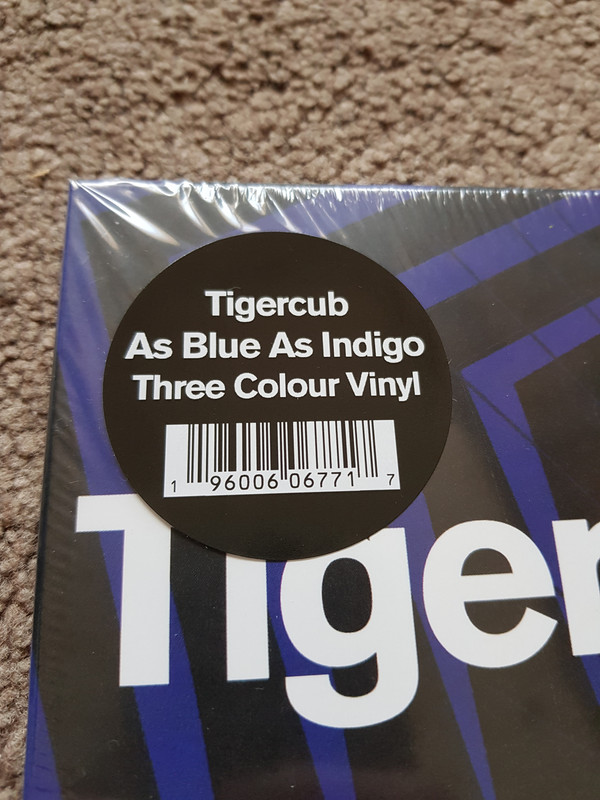 Tigercub
As Blue As Indigo
Three Colour Vinyl
1 96006 06771 7
Tiger